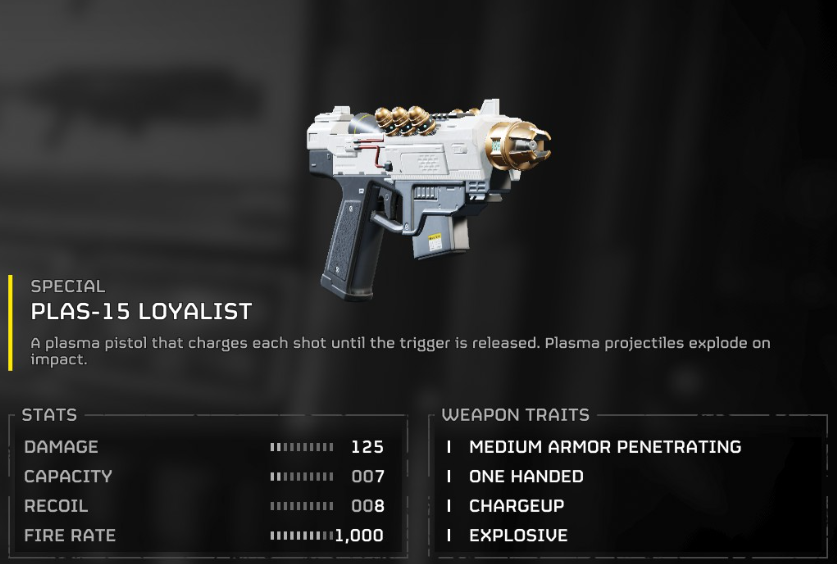 SPECIAL
PLAS-15 LOYALIST
A plasma pistol that charges each shot until the trigger is released. Plasma projectiles explode on
impact.
STATS
DAMAGE 125
CAPACITY 007
RECOIL 008
FIRE RATE 1,000
WEAPON TRAITS
I MEDIUM ARMOR PENETRATING
I ONE HANDED
I CHARGEUP
I EXPLOSIVE